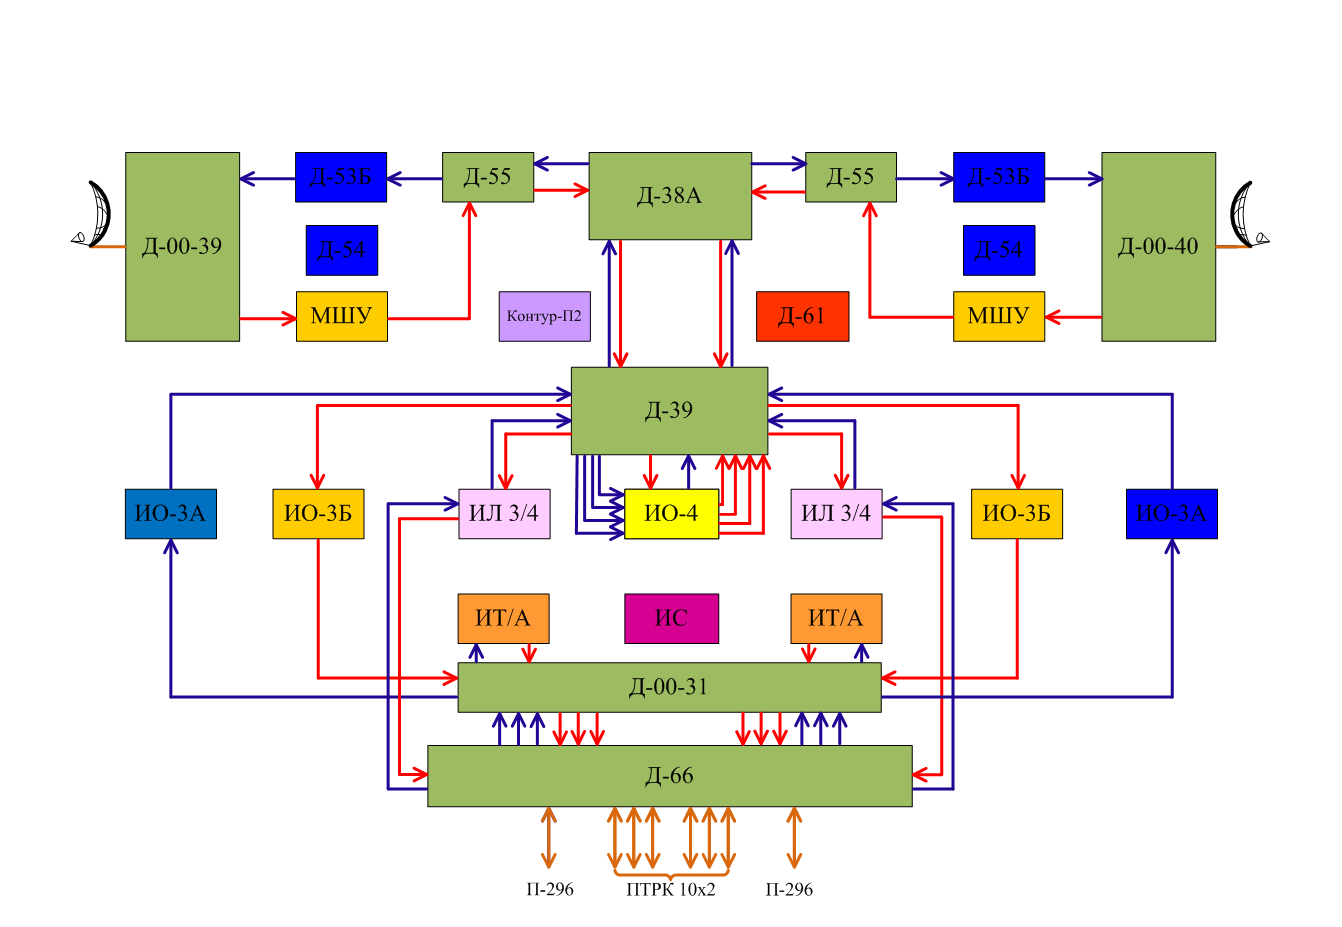 Д-53Б
Д-55
Д-38А
Д-55
Д-53Б
Д-00-39
Д-54
Д-54
Д-00-40
МШУ
Контур-П2
Д-61
МШУ
Д-39
ИО-3А
ИО-3Б
ИЛ 3/4
ИО-4
ИЛ 3/4
ИО-3Б
ИО-3А
ИТ/А
ИС
ИТ/А
Д-00-31
Д-66
П-296
ПТРК 10х2
П-296